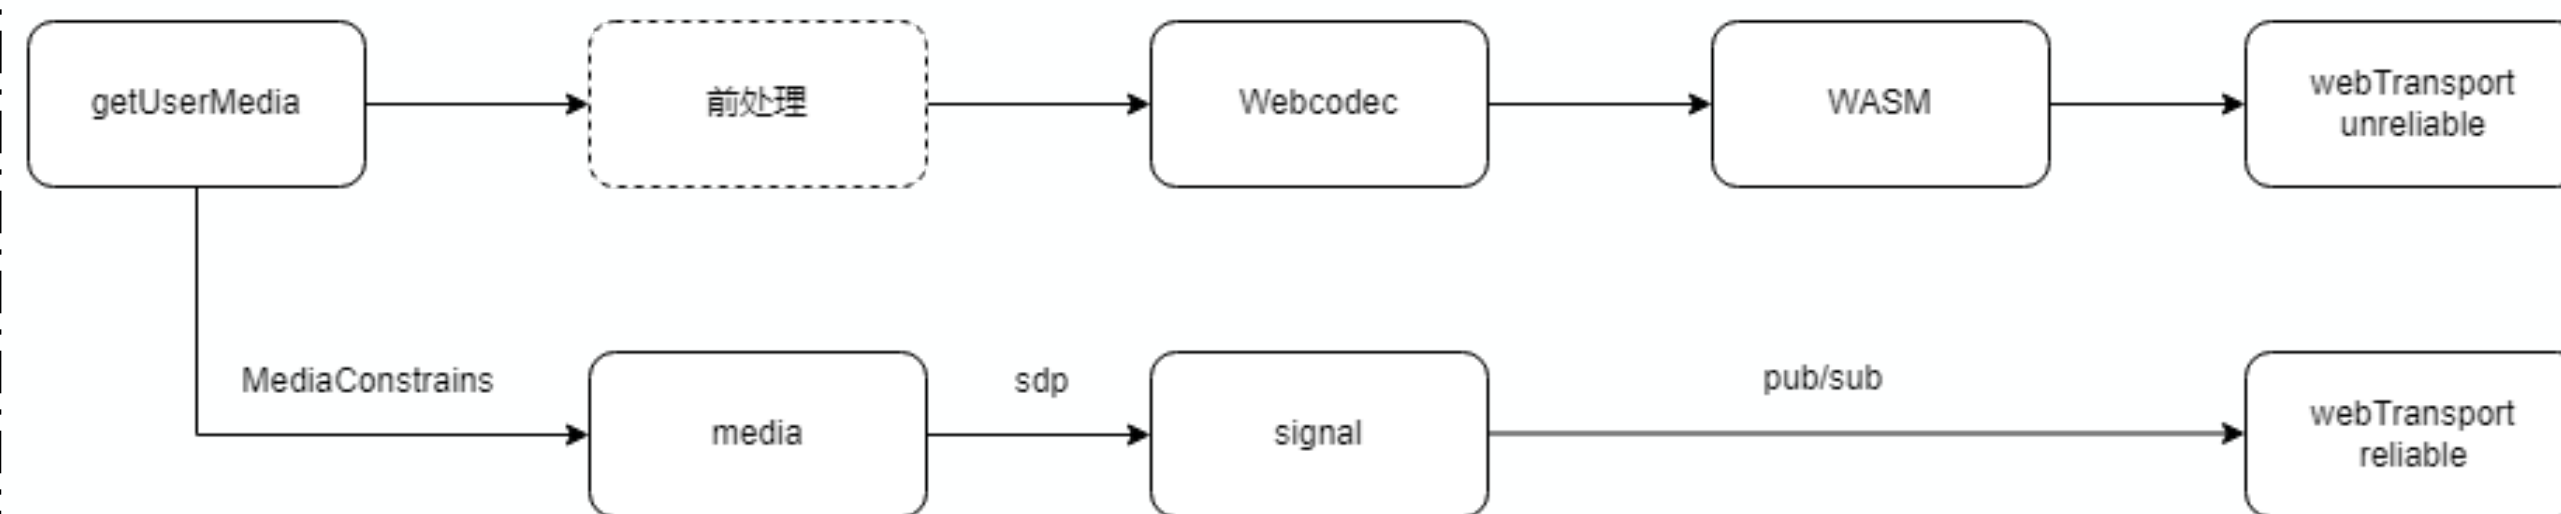 getUserMedia
前处理
Webcodec
WASM
webTransport
unreliable
MediaConstrains
sdp
pub/sub
media
signal
webTransport
reliable